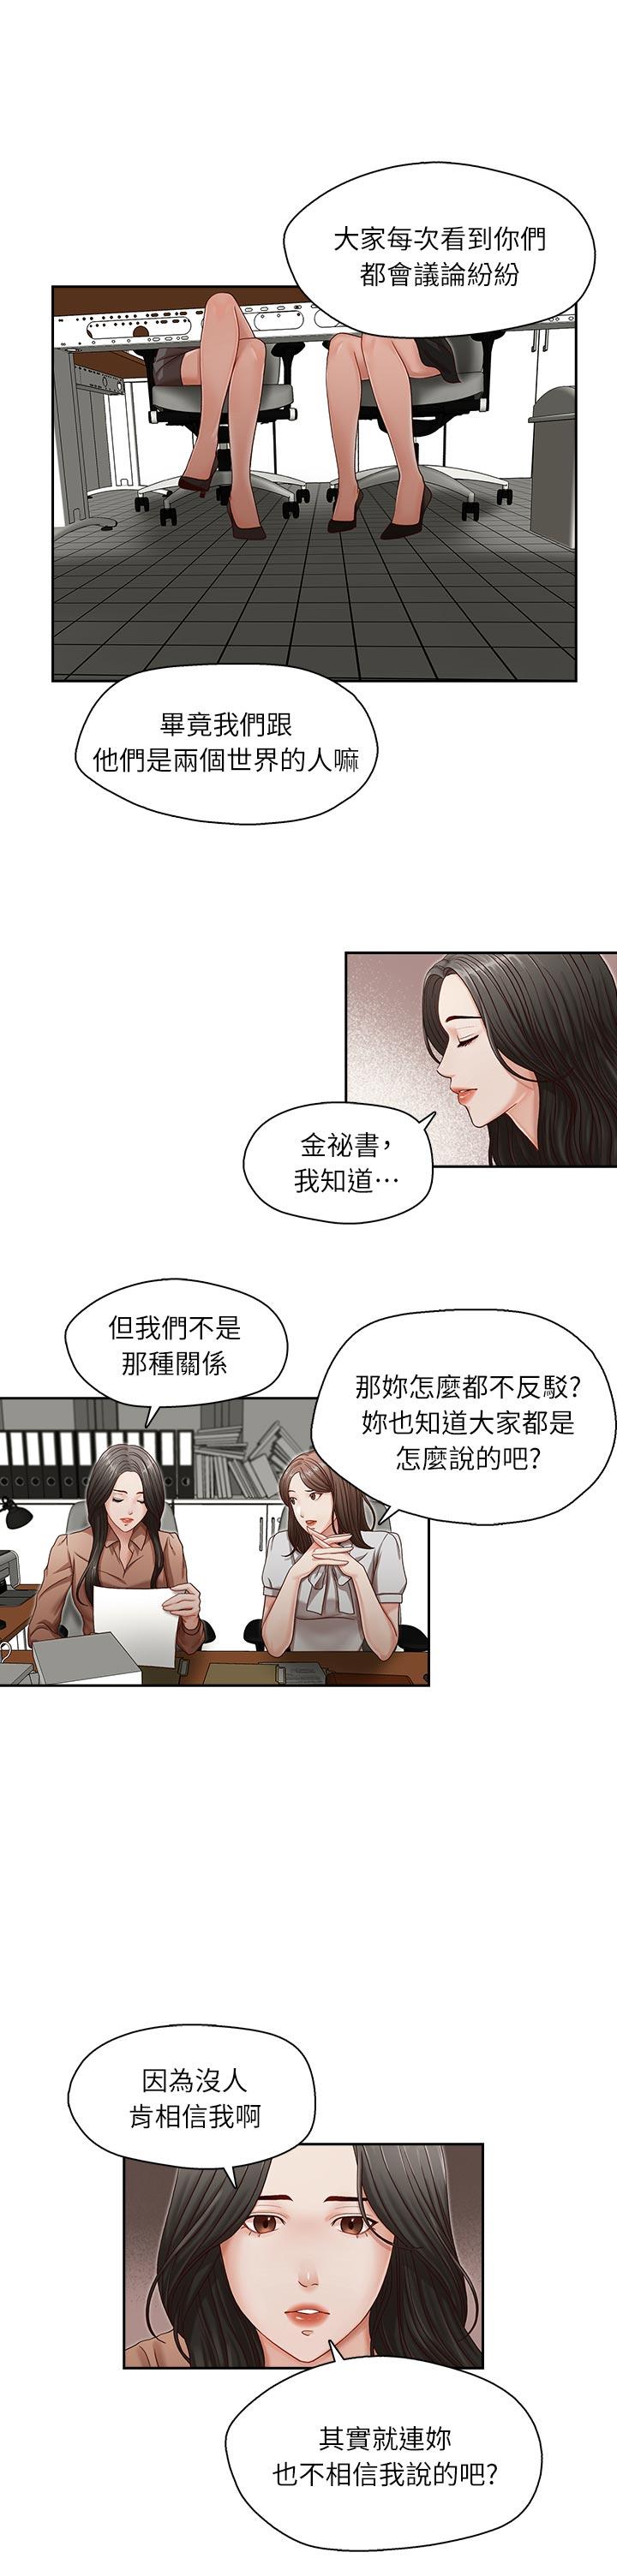 大家每次看到你們
都會議論紛紛
畢竟我們跟
他們是兩個世界的人嘛
金祕書，
我知道⋯
但我們不是
那種關係
那妳怎麼都不反駁?
妳也知道大家都是
怎麼說的吧?
因為沒人
肯相信我啊
其實就連妳
也不相信我說的吧?